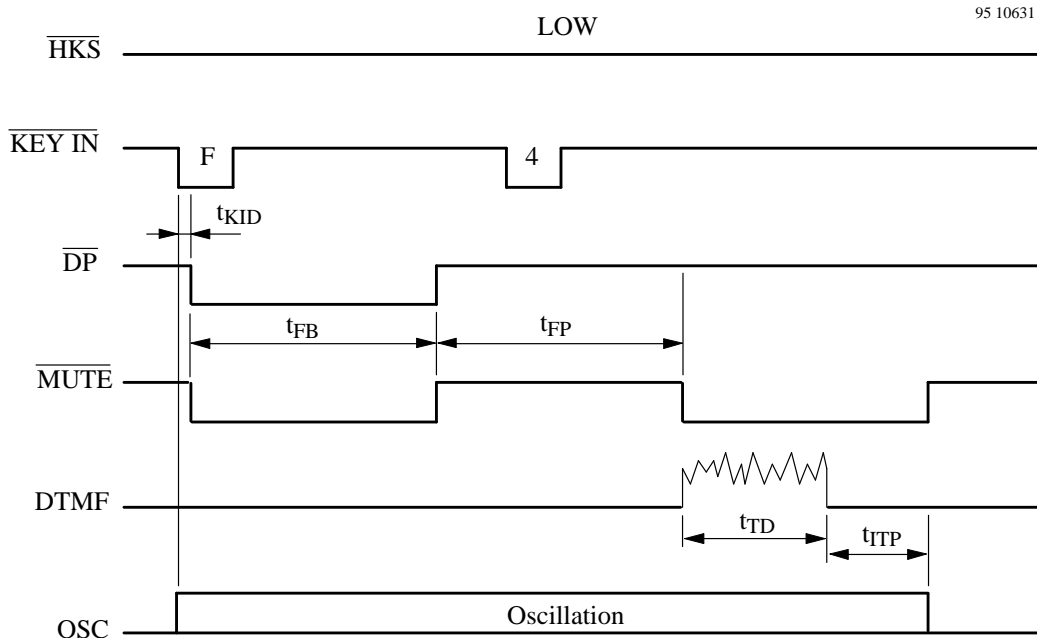 95 10631
LOW
HKS
KEY IN
F
4
tKID
DP
tFB
tFP
MUTE
DTMF
tTD
tITP
Oscillation
OSC